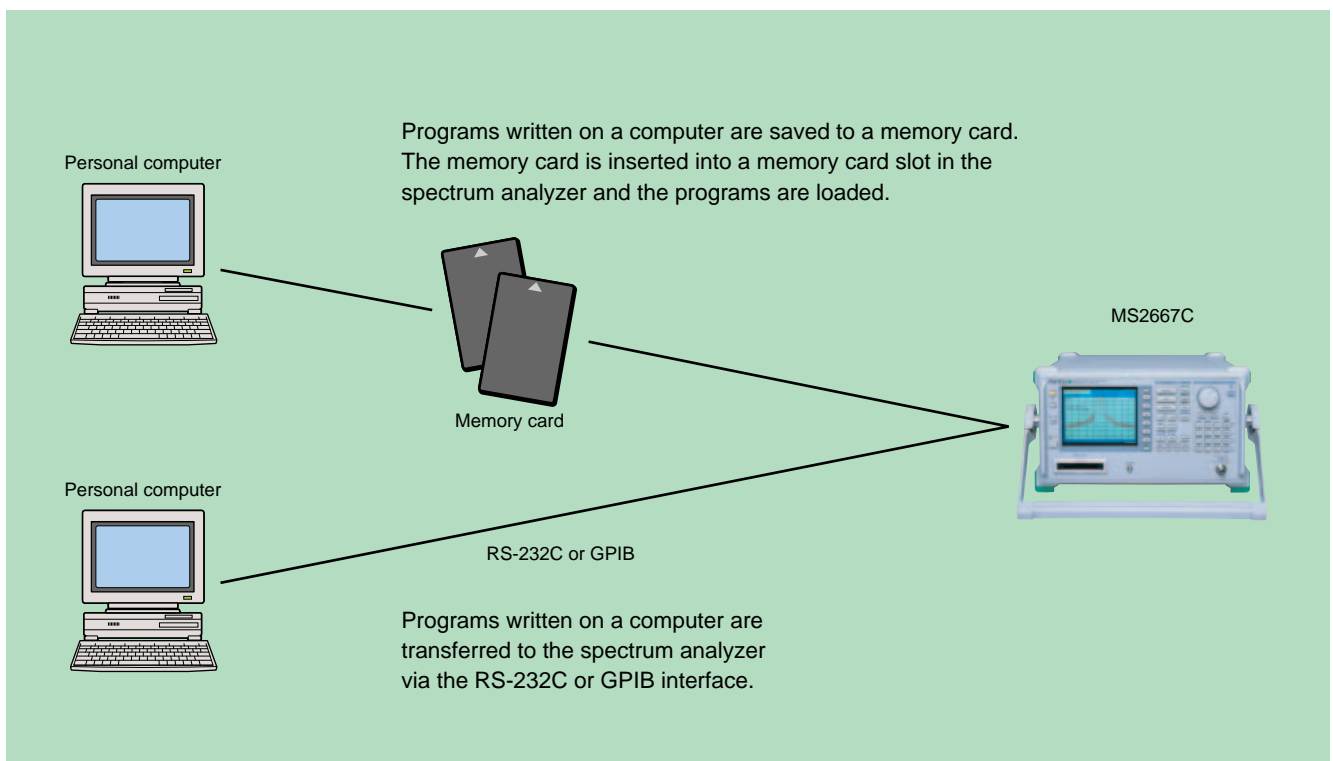 Programs written on a computer are saved to a memory card.
The memory card is inserted into a memory card slot in the
spectrum analyzer and the programs are loaded.
Personal computer
Memory card
MS2667C
Personal computer
RS-232C or GPIB
Programs written on a computer are
transferred to the spectrum analyzer
via the RS-232C or GPIB interface.